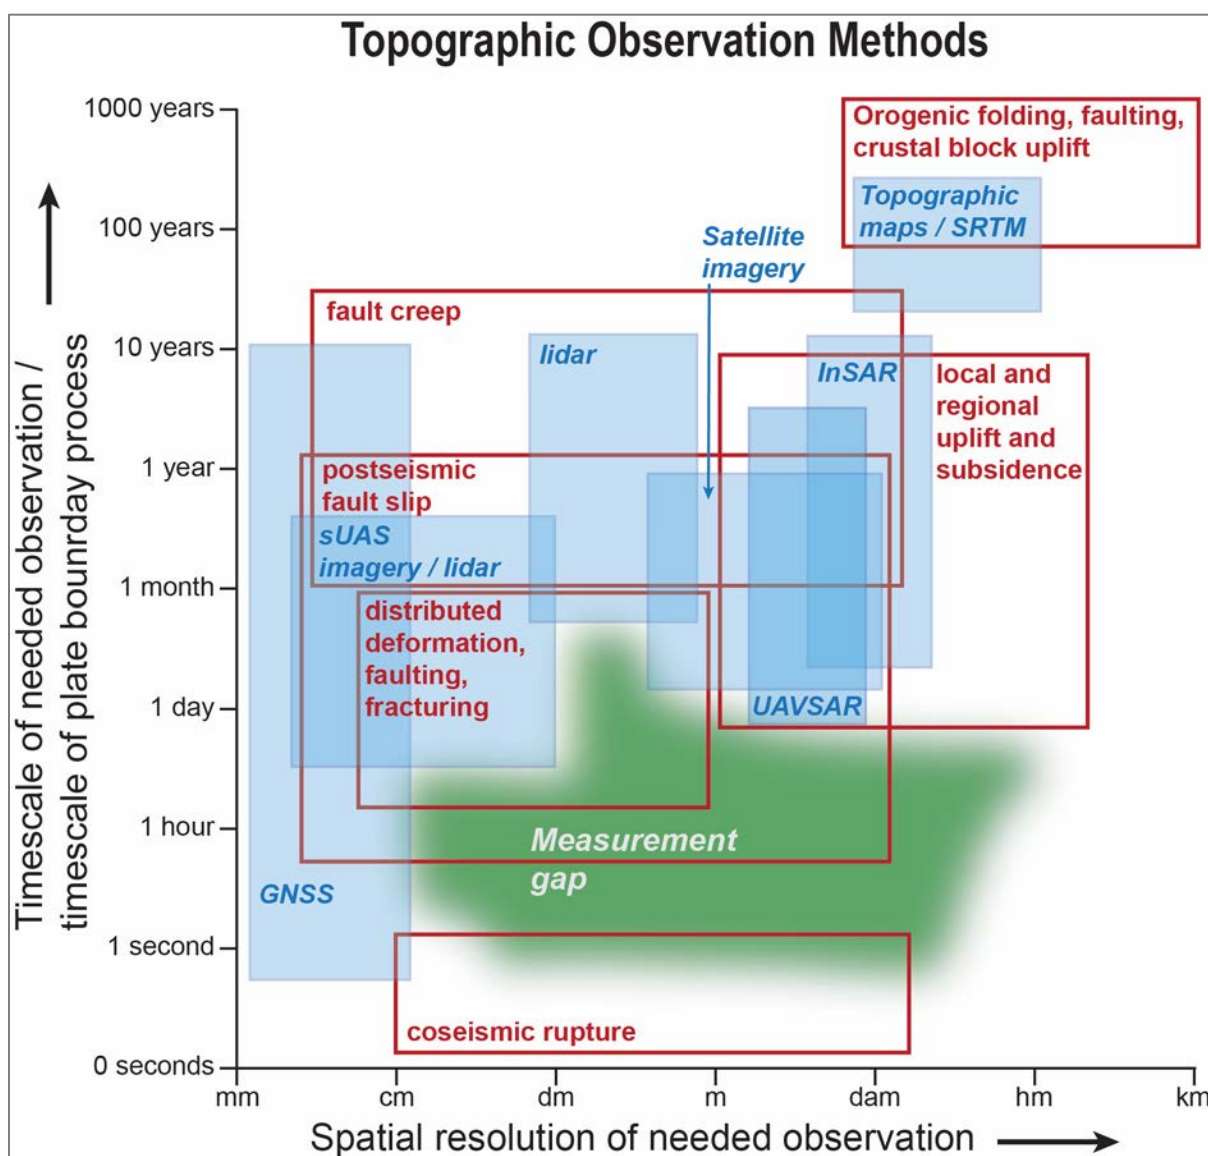 Topographic Observation Methods
1000 years
100 years
10 years
1 year
1 month
1 day
1 hour
1 second
0 seconds
Timescale of needed observation /
timescale of plate bounrday process
Orogenic folding, faulting,
crustal block uplift
Topographic
maps / SRTM
Satellite
imagery
fault creep
lidar
InSAR
local and
regional
uplift and
subsidence
postseismic
fault slip
sUAS
imagery / lidar
distributed
deformation,
faulting,
fracturing
UAVSAR
Measurement
gap
GNSS
coseismic rupture
mm
cm
dm
m
dam
hm
km
Spatial resolution of needed observation